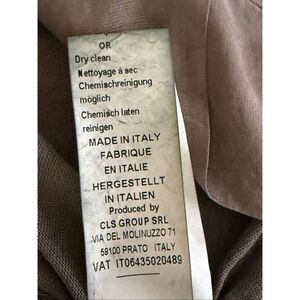 OR
Dry clean
Nettoyage à sec
Chemischreinigung
möglich
Chemisch laten
reinigen
MADE IN ITALY
FABRIQUE
EN ITALIE
HERGESTELLT
IN ITALIEN
Produced by
CLS GROUP SRL
VIA DEL MOLINUZZO 71
59100 PRATO ITALY
VAT IT06435020489